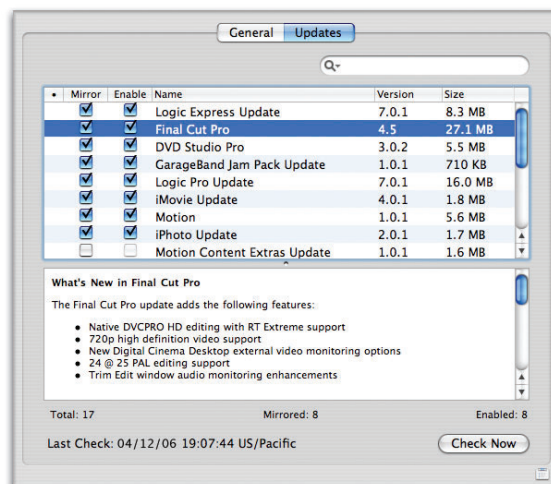 General Updates
• Mirror Enable Name Version Size
Logic Express Update 7.0.1 8.3 MB
Final Cut Pro 4.5 27.1 MB
DVD Studio Pro 3.0.2 5.5 MB
GarageBand Jam Pack Update 1.0.1 710 KB
Logic Pro Update 7.0.1 16.0 MB
iMovie Update 4.0.1 1.8 MB
Motion 1.0.1 5.6 MB
iPhoto Update 2.0.1 1.7 MB
Motion Content Extras Update 1.0.1 1.6 MB
What's New in Final Cut Pro
The Final Cut Pro update adds the following features:
• Native DVCPRO HD editing with RT Extreme support
• 720p high definition video support
• New Digital Cinema Desktop external video monitoring options
• 24 @ 25 PAL editing support
• Trim Edit window audio monitoring enhancements
Total: 17 Mirrored: 8 Enabled: 8
Last Check: 04/12/06 19:07:44 US/Pacific Check Now